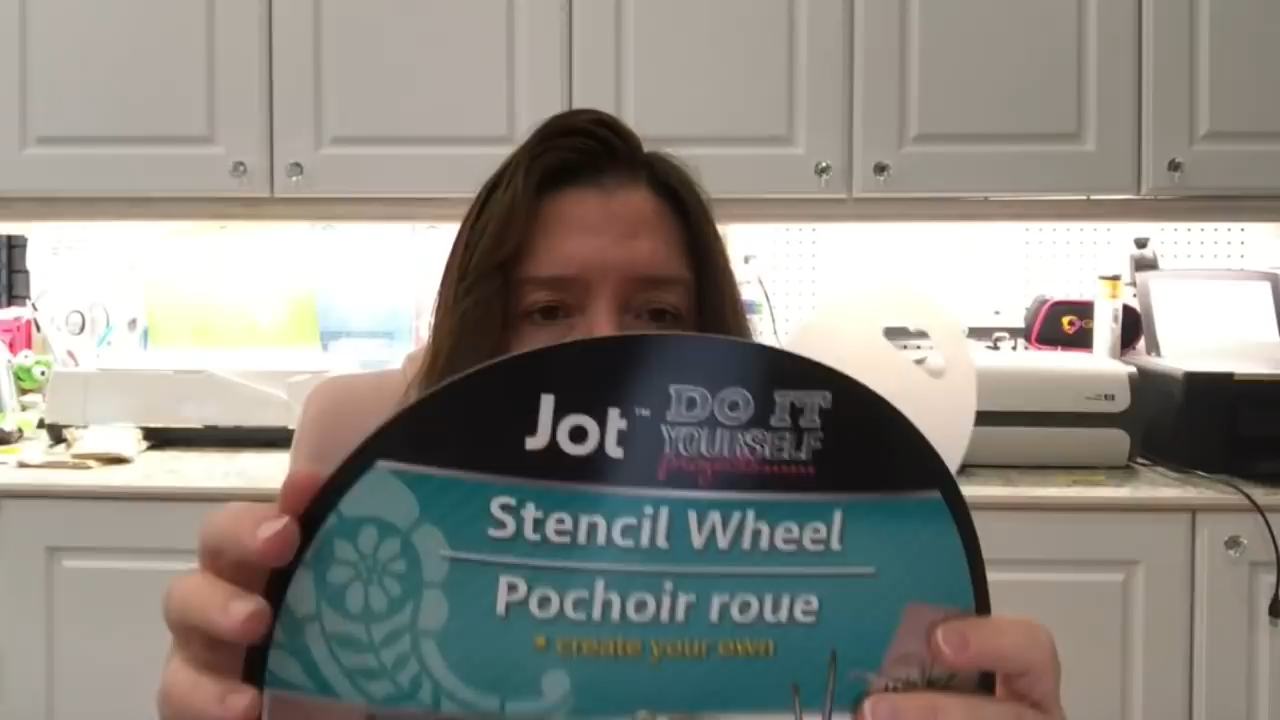 Jot™
DO IT
YOURSELF
Stencil Wheel
Pochoir roue
• create your own